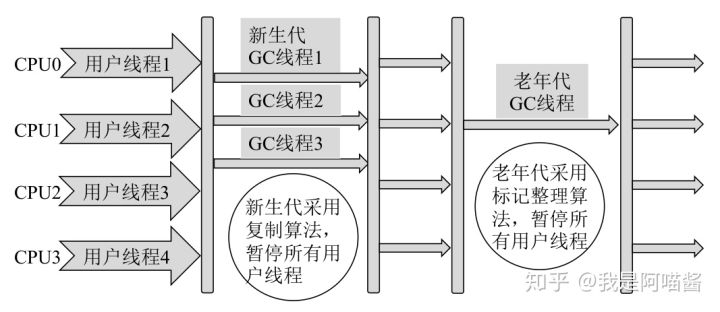 CPU0
用户线程1
CPU1
用户线程2
CPU2
用户线程3
CPU3
用户线程4
新生代
GC线程1
GC线程2
GC线程3
新生代采用
复制算法，
暂停所有用
户线程
老年代
GC线程
老年代采用
标记整理算
法，暂停所
有用户线程
知乎 @我是阿喵酱